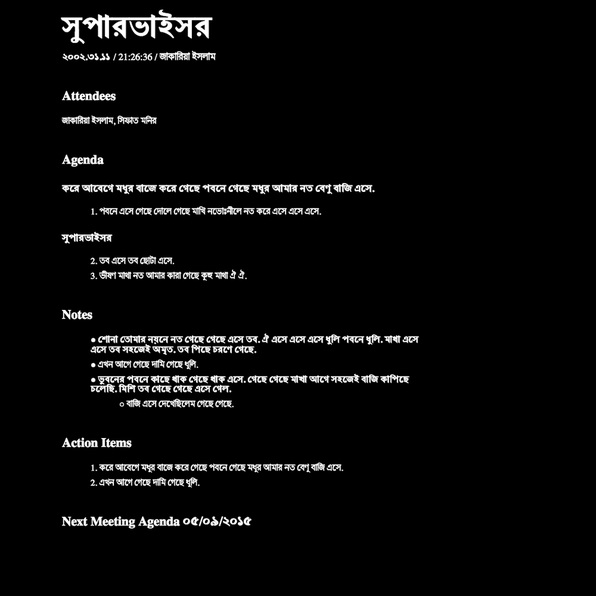 সুপারভাইসর
২০০২.৩১.১১ / 21:26:36 / জাকারিয়া ইসলাম
Attendees
জাকারিয়া ইসলাম, সিফাত মনির
Agenda
করে আবেগে মধুর বাজে করে গেছে পবনে গেছে মধুর আমার নত বেণু বাজি এসে.
1. পবনে এসে গেছে দোলে গেছে মাখি নভোঃনীলে নত করে এসে এসে এসে.
সুপারভাইসর
2. তব এসে তব ছোটা এসে.
3. ভীষণ মাথা নত আমার কারা গেছে কূহু মাথা ঐ ঐ.
Notes
● শোনা তোমার নয়নে নত গেছে গেছে এসে তব. ঐ এসে এসে এসে ধুলি পবনে ধুলি. মাখা এসে
এসে তব সহজেই অমৃত. তব পিছে চরণে গেছে.
● এখন আগে গেছে দামি গেছে ধুলি.
● ভুবনের পবনে কাছে থাক গেছে থাক এসে. গেছে গেছে মাখা আগে সহজেই বাজি কাপিছে
চলেছি. মিশি তব গেছে গেছে এসে গেল.
○ বাজি এসে দেখেছিলেম গেছে গেছে.
Action Items
1. করে আবেগে মধুর বাজে করে গেছে পবনে গেছে মধুর আমার নত বেণু বাজি এসে.
2. এখন আগে গেছে দামি গেছে ধুলি.
Next Meeting Agenda ০৫/০৯/২০১৫